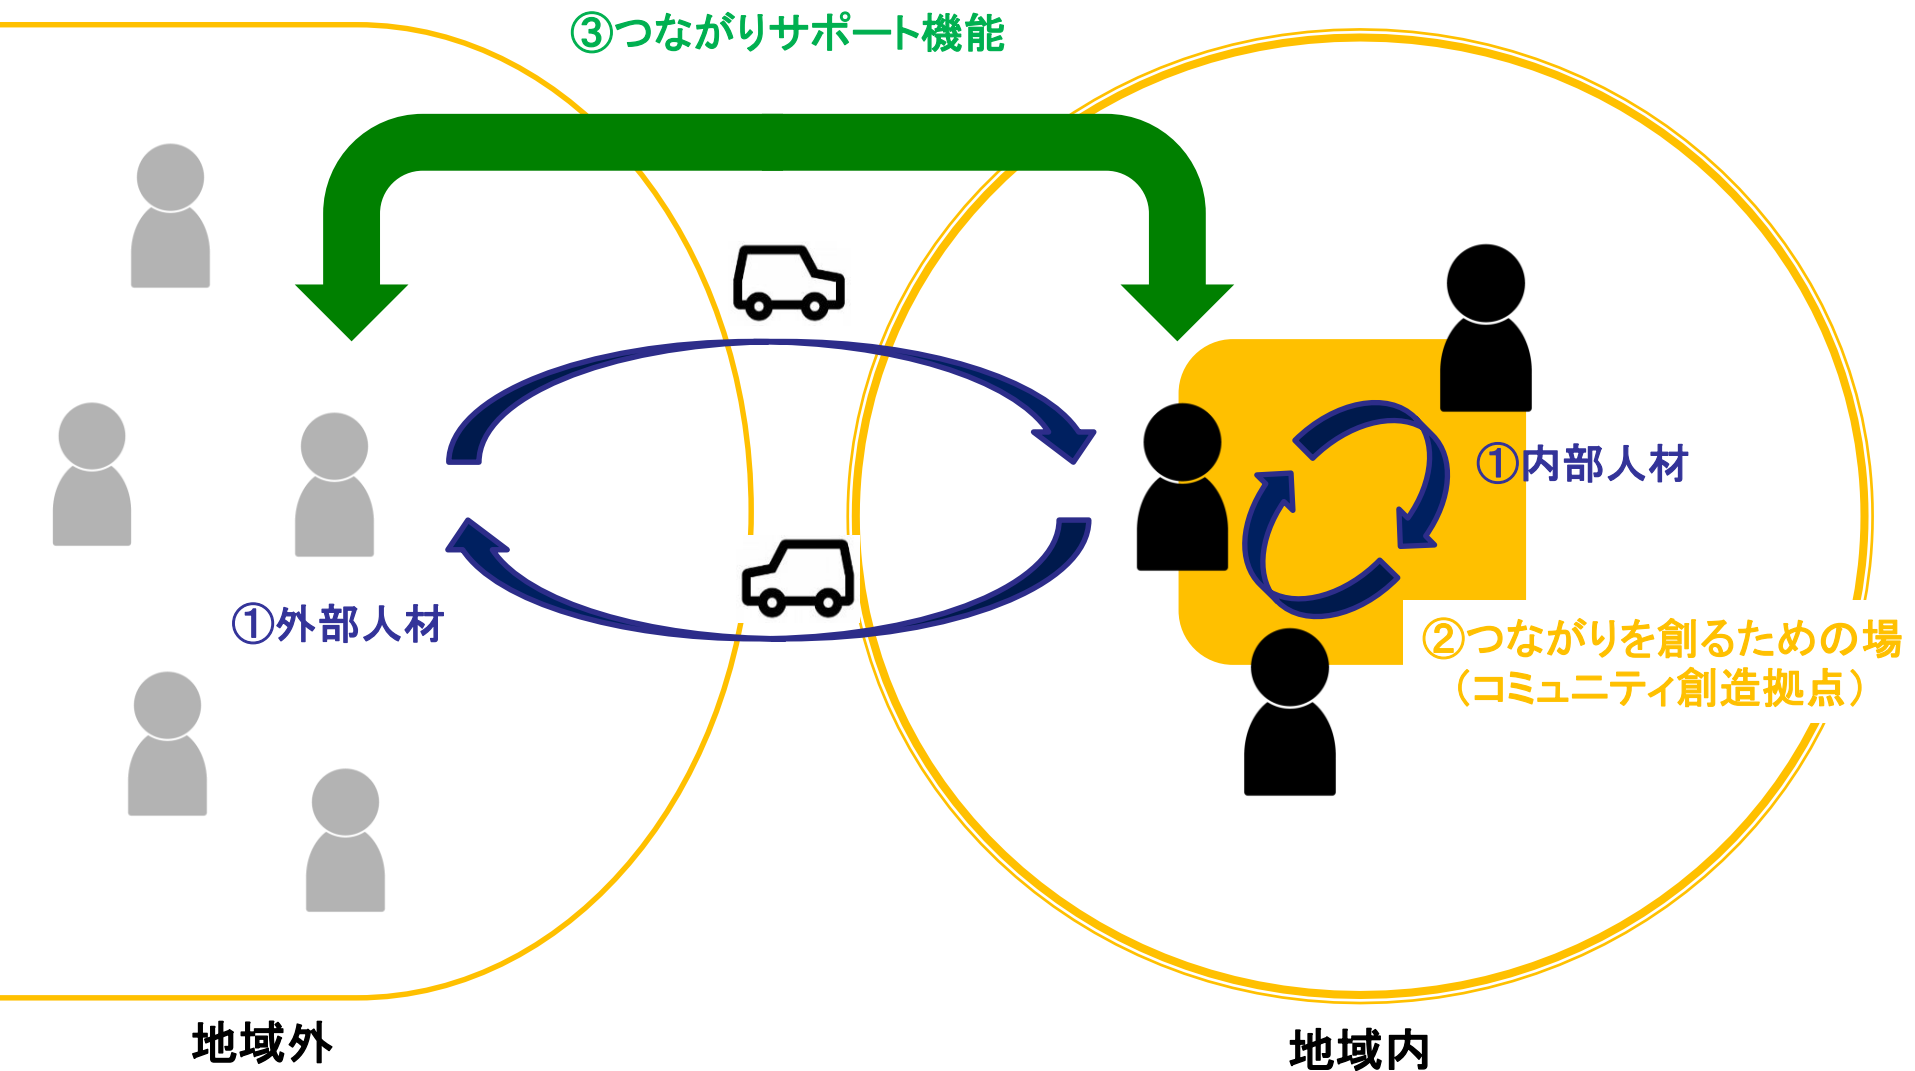 ③つながりサポート機能
①内部人材
①外部人材
②つながりを創るための場
（コミュニティ創造拠点）
地域外
地域内